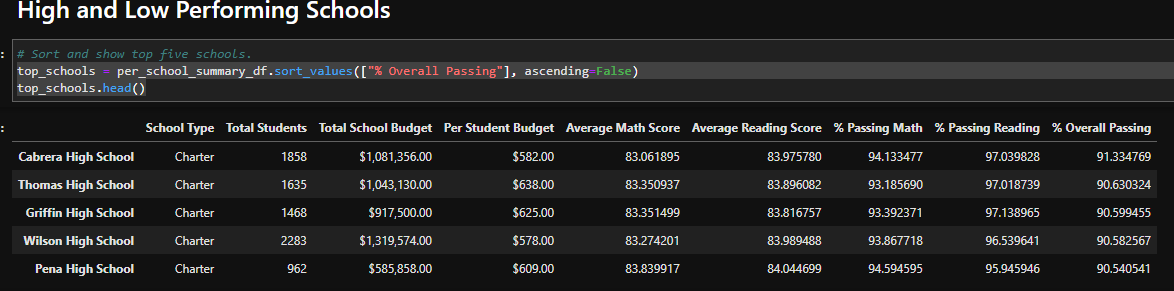 High and Low Performing Schools
:
# Sort and show top five schools.
top_schools = per_school_summary_df.sort_values(["% Overall Passing"], ascending=False)
top_schools.head()
:
School Type Total Students Total School Budget Per Student Budget Average Math Score Average Reading Score % Passing Math % Passing Reading % Overall Passing
Cabrera High School Charter 1858 $1,081,356.00 $582.00 83.061895 83.975780 94.133477 97.039828 91.334769
Thomas High School Charter 1635 $1,043,130.00 $638.00 83.350937 83.896082 93.185690 97.018739 90.630324
Griffin High School Charter 1468 $917,500.00 $625.00 83.351499 83.816757 93.392371 97.138965 90.599455
Wilson High School Charter 2283 $1,319,574.00 $578.00 83.274201 83.989488 93.867718 96.539641 90.582567
Pena High School Charter 962 $585,858.00 $609.00 83.839917 84.044699 94.594595 95.945946 90.540541